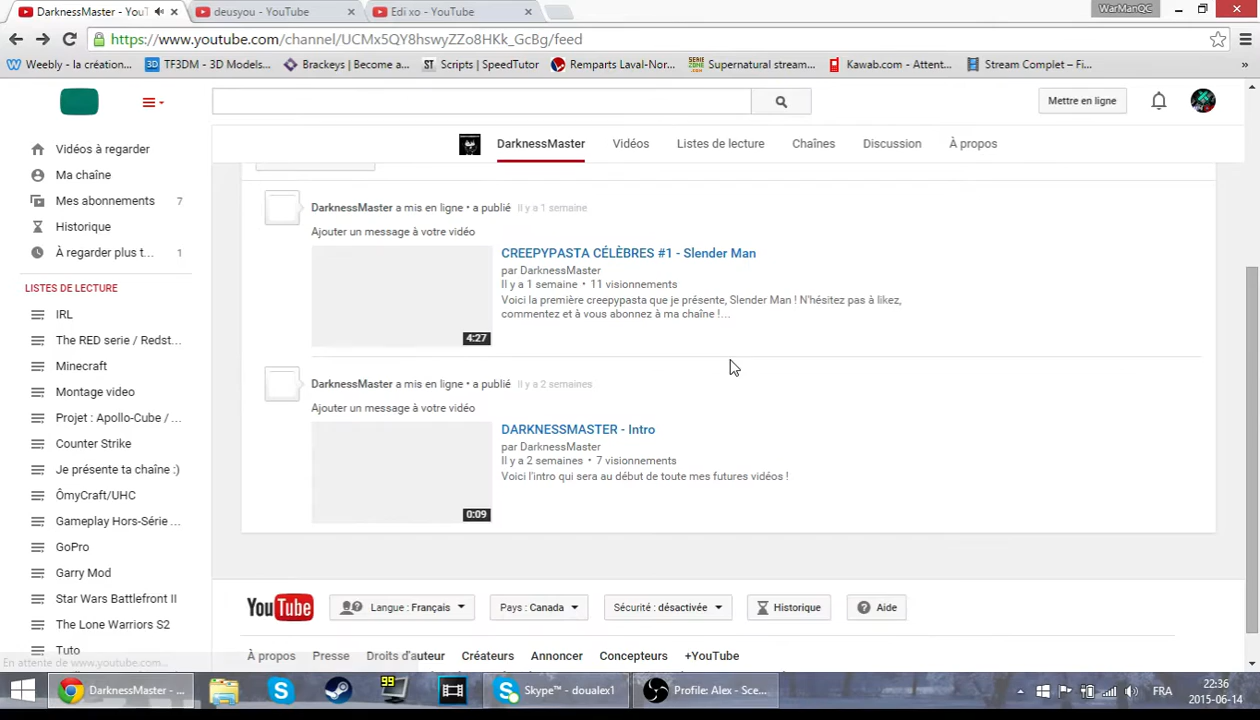 DarknessMaster - YouT
deusyou - YouTube
Edi xo - YouTube
WarManQC
https://www.youtube.com/channel/UCMx5QY8hswyZZo8HKk_GcBg/feed
Weebly - la création...
TF3DM - 3D Models...
Brackeys | Become a...
ST Scripts | SpeedTutor
Remparts Laval-Nor...
Supernatural stream...
Kawab.com - Attent...
Stream Complet – Fi...
»
Mettre en ligne
DarknessMaster
Vidéos
Listes de lecture
Chaînes
Discussion
À propos
Vidéos à regarder
Ma chaîne
Mes abonnements 7
Historique
À regarder plus t... 1
LISTES DE LECTURE
IRL
The RED serie / Redst...
Minecraft
Montage video
Projet : Apollo-Cube / ...
Counter Strike
Je présente ta chaîne :)
ÔmyCraft/UHC
Gameplay Hors-Série ...
GoPro
Garry Mod
Star Wars Battlefront II
The Lone Warriors S2
Tuto
DarknessMaster a mis en ligne • a publié Il y a 1 semaine
Ajouter un message à votre vidéo
CREEPYPASTA CÉLÈBRES #1 - Slender Man
par DarknessMaster
Il y a 1 semaine • 11 visionnements
Voici la première creepypasta que je présente, Slender Man ! N'hésitez pas à likez,
commentez et à vous abonnez à ma chaîne !...
4:27
DarknessMaster a mis en ligne • a publié Il y a 2 semaines
Ajouter un message à votre vidéo
DARKNESSMASTER - Intro
par DarknessMaster
Il y a 2 semaines • 7 visionnements
Voici l'intro qui sera au début de toute mes futures vidéos !
0:09
YouTube
Langue : Français
Pays : Canada
Sécurité : désactivée
Historique
Aide
À propos
Presse
Droits d'auteur
Créateurs
Annoncer
Concepteurs
+YouTube
En attente de www.youtube.com...
DarknessMaster - ...
99
Skype™ - doualex1
Profile: Alex - Sce...
FRA
22:36
2015-06-14